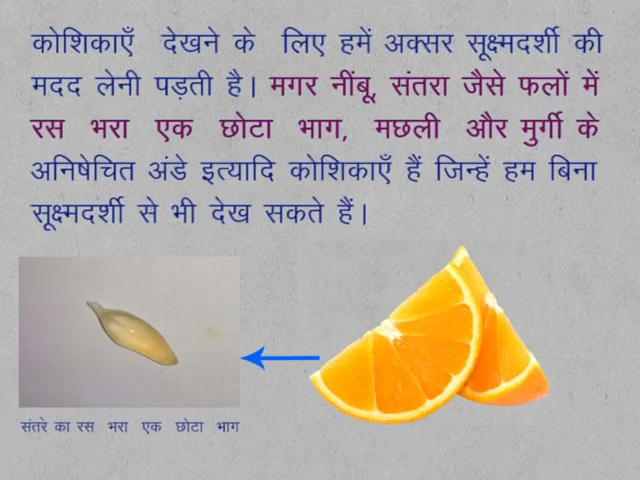 कोशिकाएँ देखने के लिए हमें अक्सर सूक्ष्मदर्शी की
मदद लेनी पड़ती है। मगर नींबू, संतरा जैसे फलों में
रस भरा एक छोटा भाग, मछली और मुर्गी के
अनिषेचित अंडे इत्यादि कोशिकाएँ हैं जिन्हें हम बिना
सूक्ष्मदर्शी से भी देख सकते हैं।
संतरे का रस भरा एक छोटा भाग